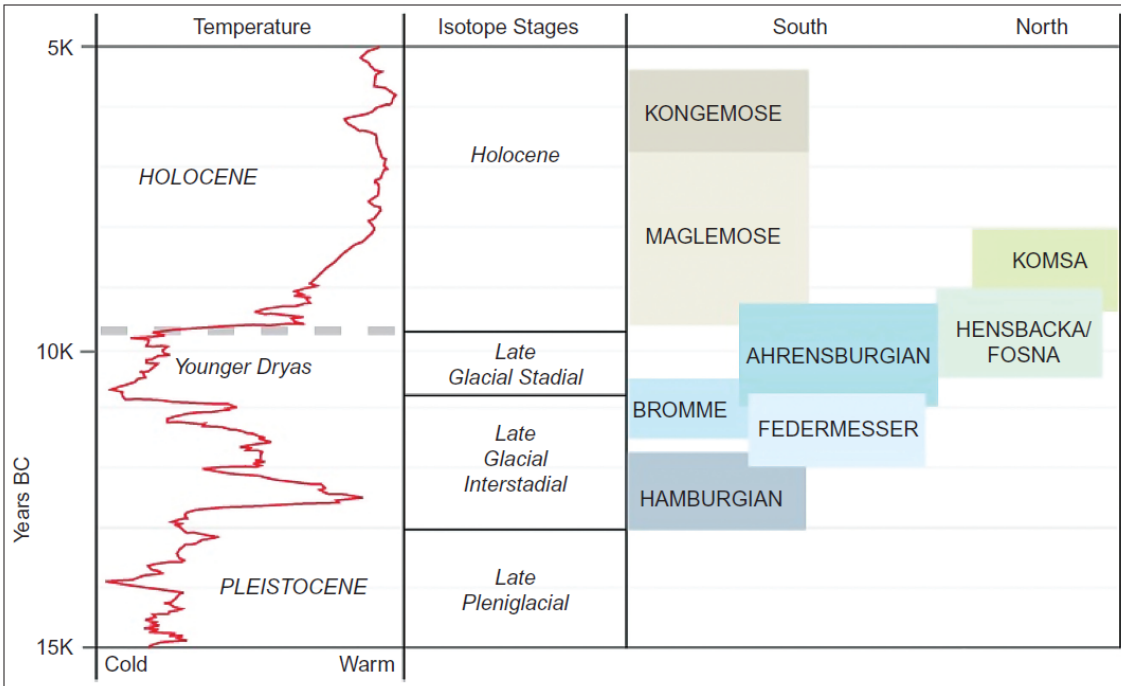 Temperature
Isotope Stages
South
North
5K
KONGEMOSE
Holocene
HOLOCENE
MAGLEMOSE
KOMSA
HENSBACKA/
FOSNA
10K
Younger Dryas
Late
Glacial Stadial
AHRENSBURGIAN
BROMME
FEDERMESSER
Late
Glacial
Interstadial
HAMBURGIAN
Years BC
PLEISTOCENE
Late
Pleniglacial
15K
Cold
Warm